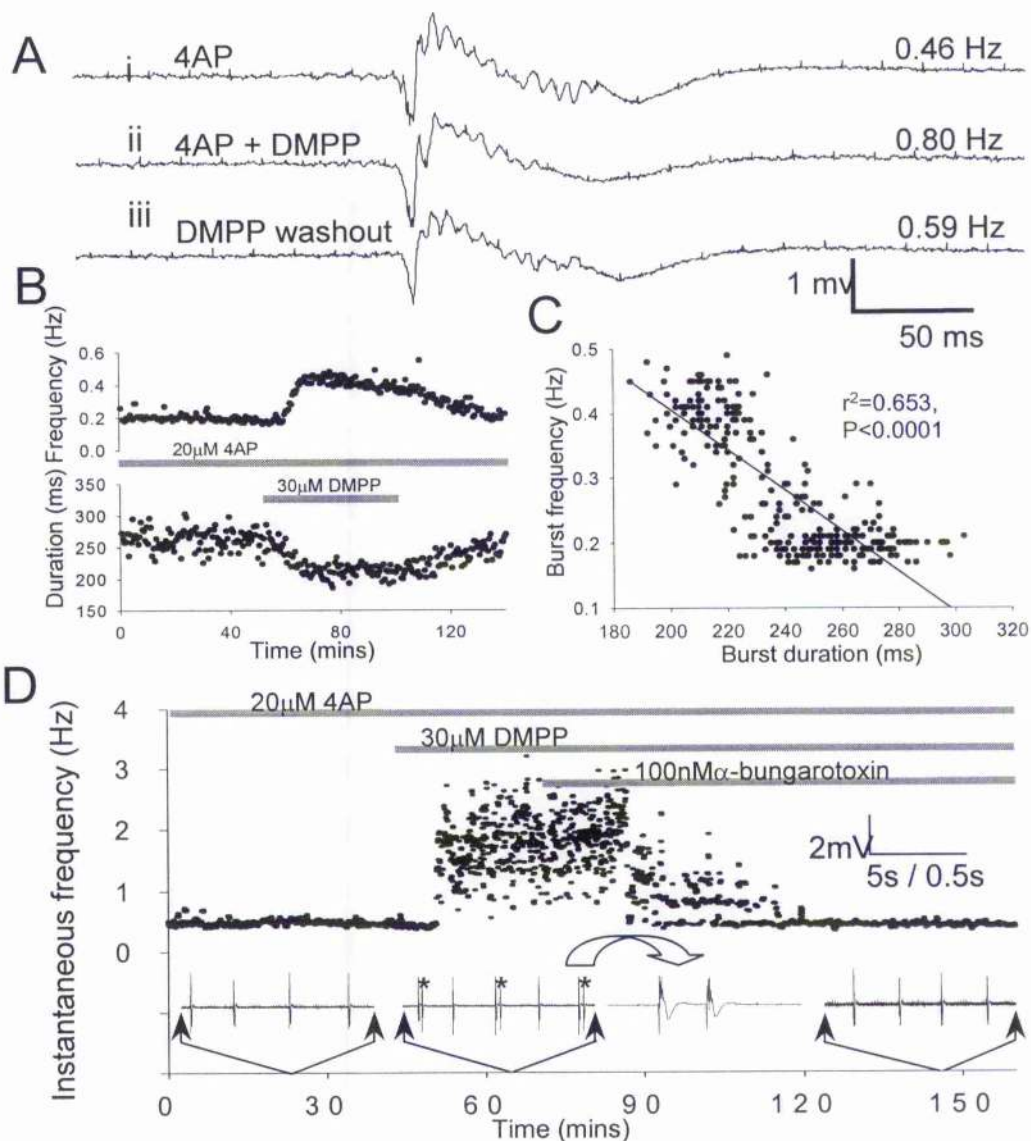 A
i 4AP 0.46 Hz
ii 4AP + DMPP 0.80 Hz
iii DMPP washout 0.59 Hz
1 mV
50 ms
B
Frequency (Hz)
0.6
0.4
0.2
0.0
20µM 4AP
30µM DMPP
Duration (ms)
350
300
250
200
150
0 40 80 120
Time (mins)
C
Burst frequency (Hz)
0.5
0.4
0.3
0.2
0.1
r²=0.653,
P<0.0001
180 200 220 240 260 280 300 320
Burst duration (ms)
D
Instantaneous frequency (Hz)
4
3
2
1
0
20µM 4AP
30µM DMPP
100nMα-bungarotoxin
2mV
5s / 0.5s
* * *
0 30 60 90 120 150
Time (mins)